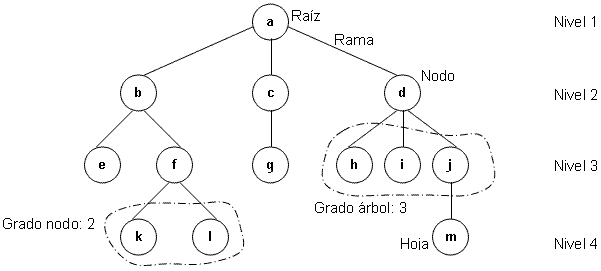 Raíz
a
Nivel 1
Rama
Nodo
b
c
d
Nivel 2
e
f
g
h
i
j
Nivel 3
Grado árbol: 3
Grado nodo: 2
k
l
Hoja
m
Nivel 4